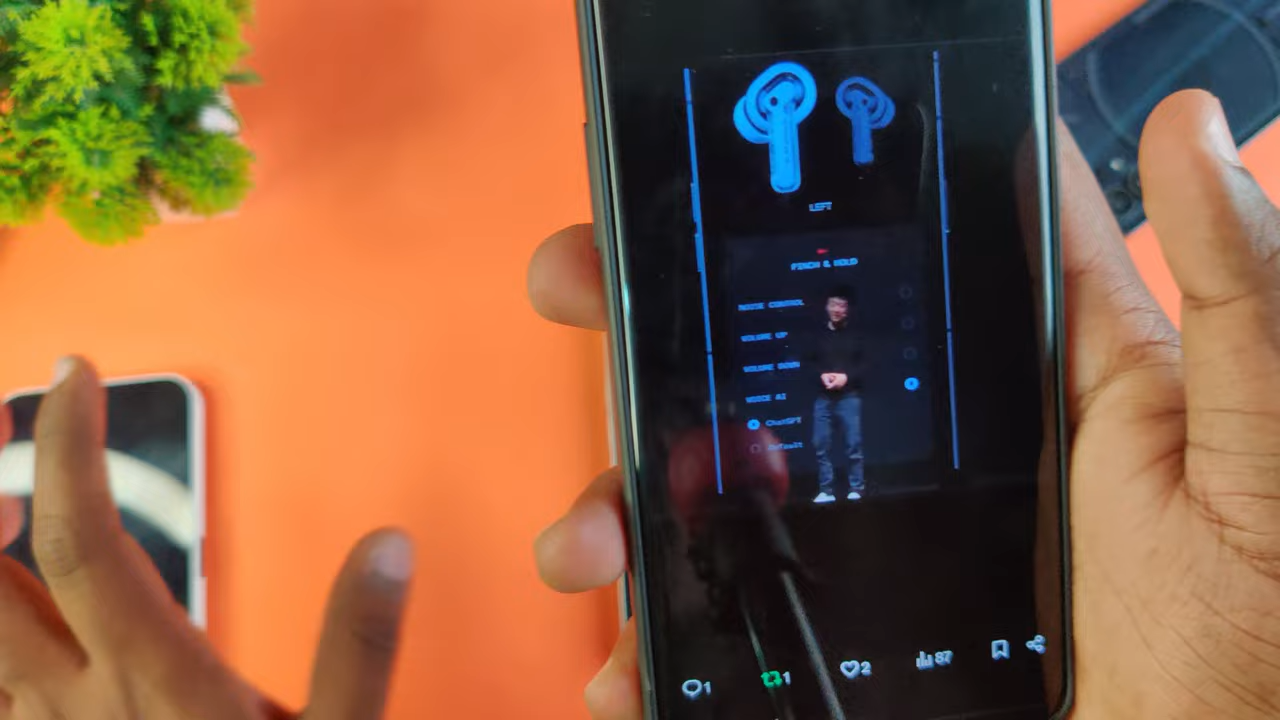 LEFT
PINCH & HOLD
NOISE CONTROL
VOLUME UP
VOLUME DOWN
VOICE AI
ChatGPT
Default
1 1 2 87